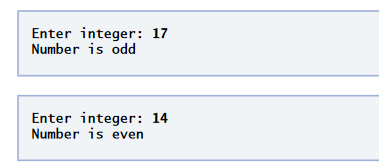 Enter integer: 17
Number is odd
Enter integer: 14
Number is even